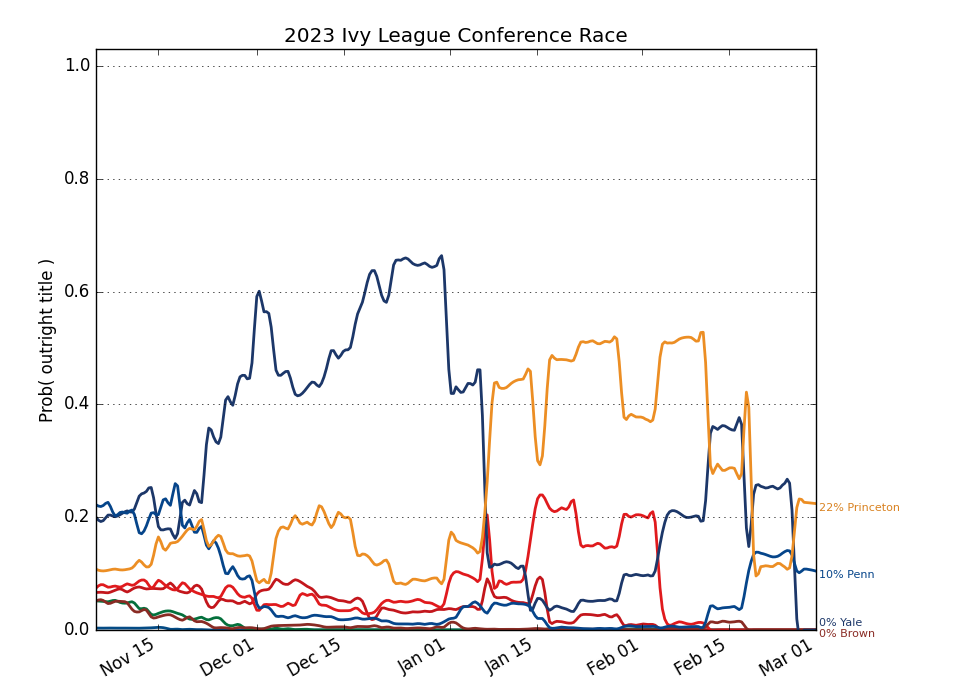 2023 Ivy League Conference Race
Prob( outright title )
1.0
0.8
0.6
0.4
0.2
0.0
22% Princeton
10% Penn
0% Yale
0% Brown
Nov 15
Dec 01
Dec 15
Jan 01
Jan 15
Feb 01
Feb 15
Mar 01